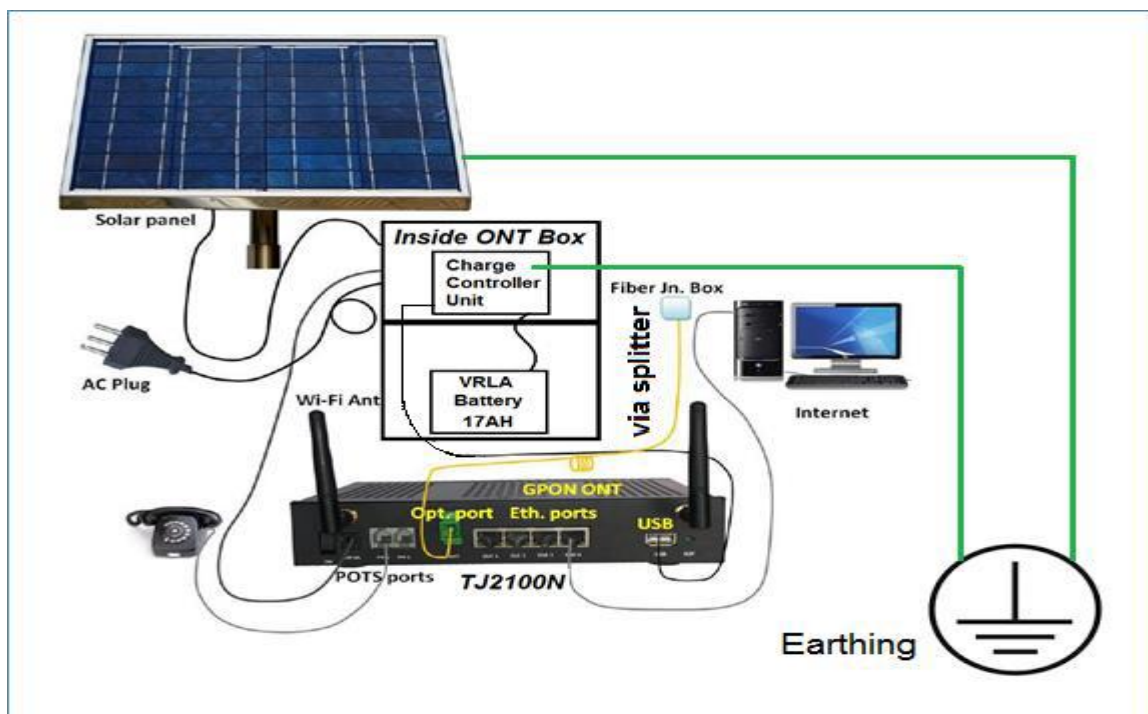 Solar panel
Inside ONT Box
Charge
Controller
Unit
Fiber Jn. Box
AC Plug
VRLA
Battery
17AH
Wi-Fi Ant
via splitter
Internet
GPON ONT
Opt. port
Eth. ports
USB
POTS ports
TJ2100N
Earthing